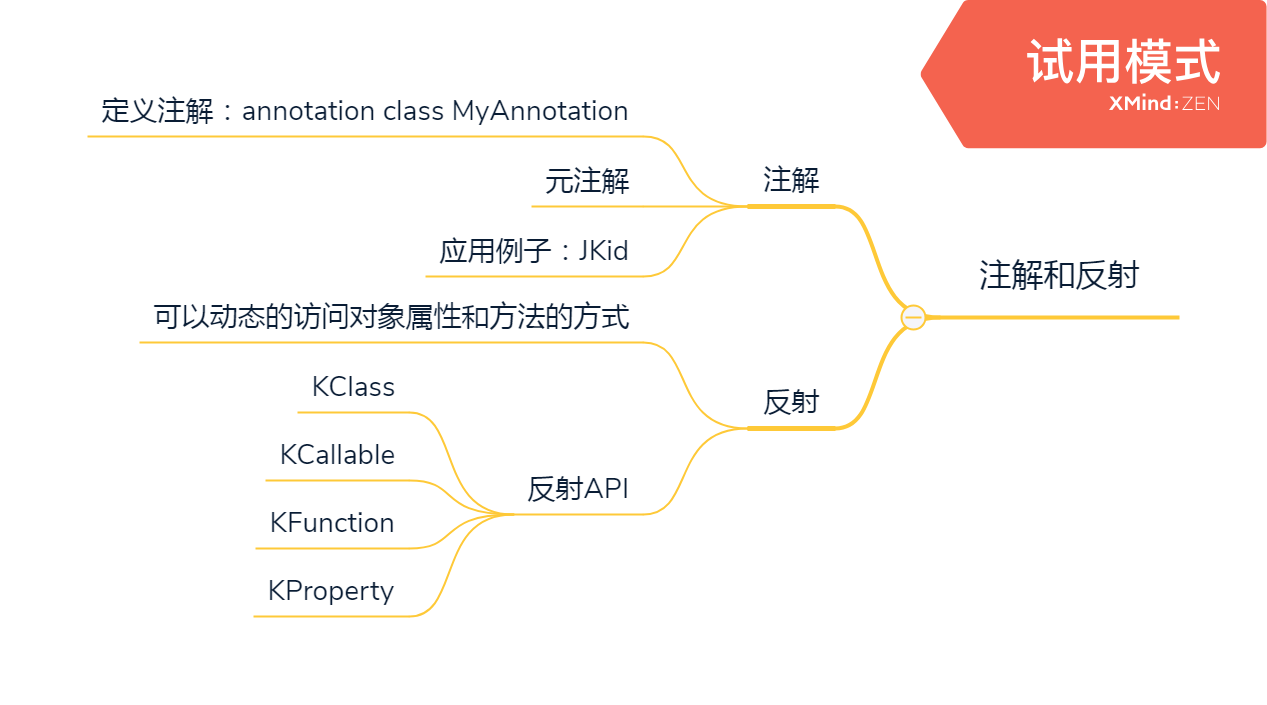 试用模式
XMind:ZEN
注解和反射
注解
定义注解：annotation class MyAnnotation
元注解
应用例子：JKid
反射
可以动态的访问对象属性和方法的方式
反射API
KClass
KCallable
KFunction
KProperty